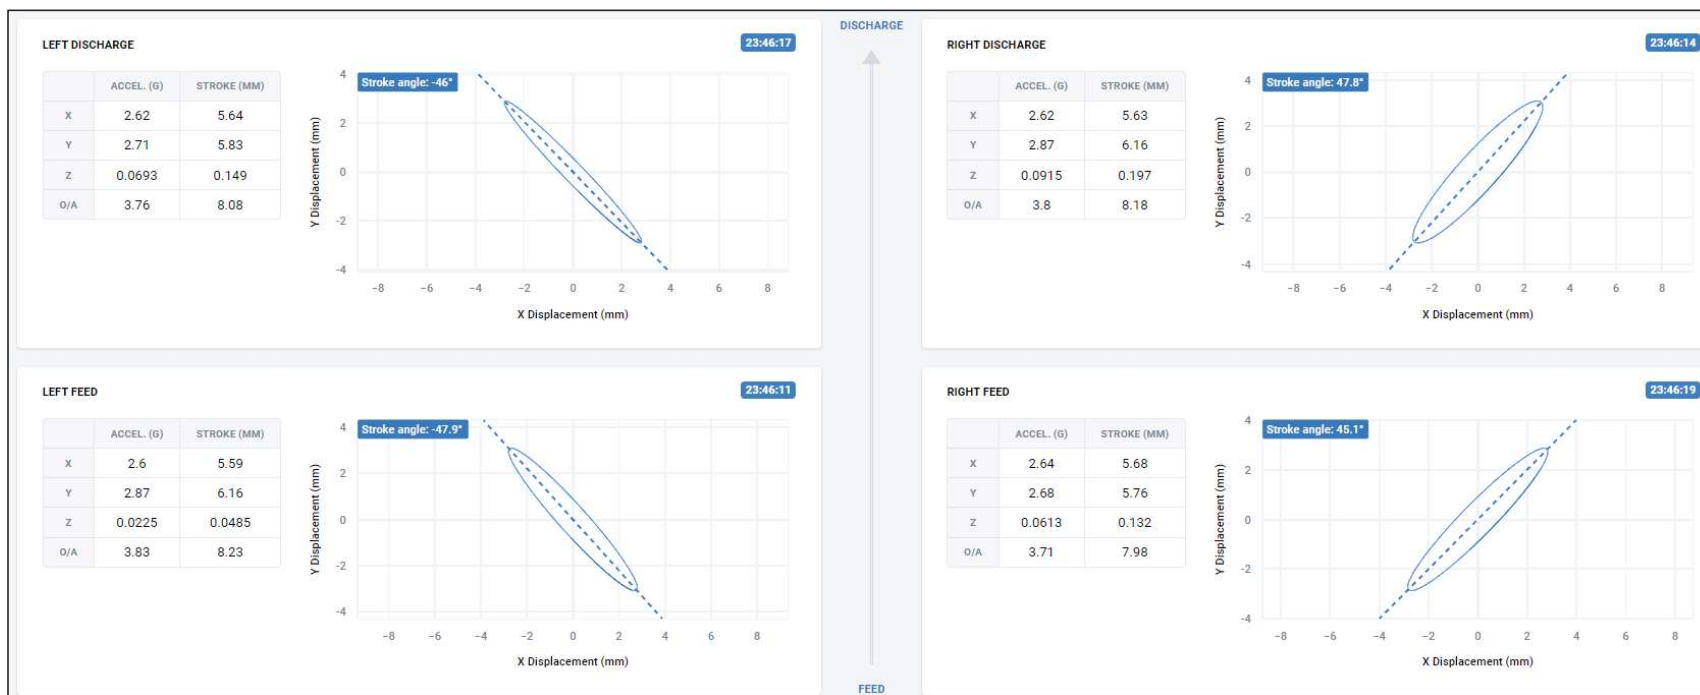 DISCHARGE
LEFT DISCHARGE
23:46:17
ACCEL. (G) STROKE (MM)
X 2.62 5.64
Y 2.71 5.83
Z 0.0693 0.149
O/A 3.76 8.08
Stroke angle: -46°
4
2
0
-2
-4
Y Displacement (mm)
−8 −6 −4 −2 0 2 4 6 8
X Displacement (mm)
RIGHT DISCHARGE
23:46:14
ACCEL. (G) STROKE (MM)
X 2.62 5.63
Y 2.87 6.16
Z 0.0915 0.197
O/A 3.8 8.18
Stroke angle: 47.8°
4
2
0
-2
-4
Y Displacement (mm)
−8 −6 −4 −2 0 2 4 6 8
X Displacement (mm)
LEFT FEED
23:46:11
ACCEL. (G) STROKE (MM)
X 2.6 5.59
Y 2.87 6.16
Z 0.0225 0.0485
O/A 3.83 8.23
Stroke angle: -47.9°
4
2
0
-2
-4
Y Displacement (mm)
−8 −6 −4 −2 0 2 4 6 8
X Displacement (mm)
RIGHT FEED
23:46:19
ACCEL. (G) STROKE (MM)
X 2.64 5.68
Y 2.68 5.76
Z 0.0613 0.132
O/A 3.71 7.98
Stroke angle: 45.1°
4
2
0
-2
-4
Y Displacement (mm)
−8 −6 −4 −2 0 2 4 6 8
X Displacement (mm)
FEED